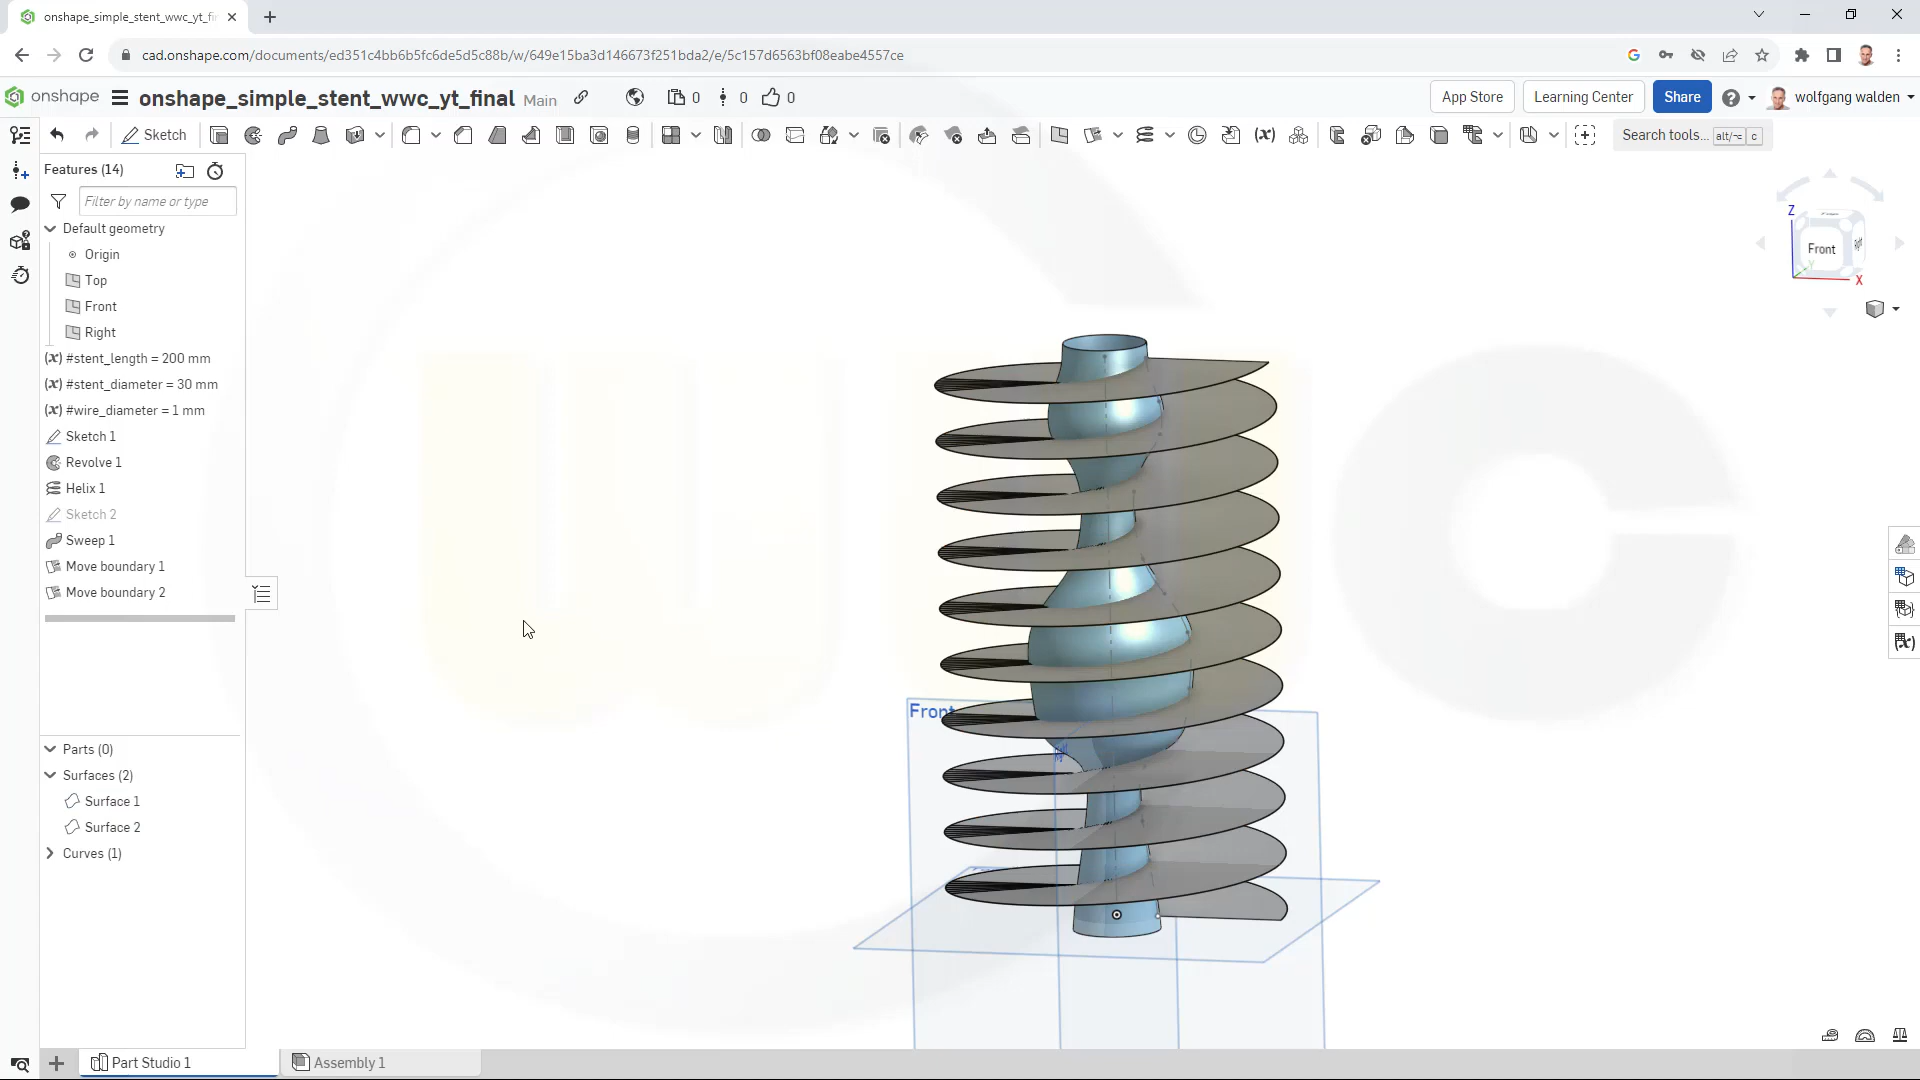 onshape_simple_stent_wwc_yt_fin
cad.onshape.com/documents/ed351c4bb6b5fc6de5d5c88b/w/649e15ba3d146673f251bda2/e/5c157d6563bf08eabe4557ce
onshape
onshape_simple_stent_wwc_yt_final Main
0
0
0
App Store
Learning Center
Share
wolfgang walden
Sketch
Search tools... alt/⌥ c
Features (14)
Filter by name or type
Default geometry
Origin
Top
Front
Right
(x) #stent_length = 200 mm
(x) #stent_diameter = 30 mm
(x) #wire_diameter = 1 mm
Sketch 1
Revolve 1
Helix 1
Sketch 2
Sweep 1
Move boundary 1
Move boundary 2
Parts (0)
Surfaces (2)
Surface 1
Surface 2
Curves (1)
Z
Front
Right
Y
X
Front
wwc
Part Studio 1
Assembly 1